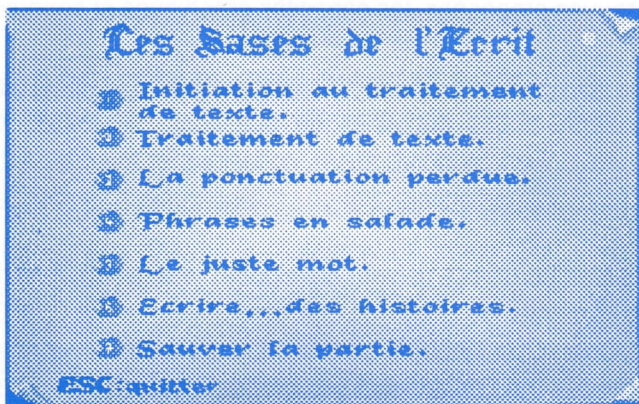 Les Bases de l'Ecrit
Initiation au traitement
de texte.
Traitement de texte.
La ponctuation perdue.
Phrases en salade.
Le juste mot.
Ecrire...des histoires.
Sauver la partie.
ESC:quitter